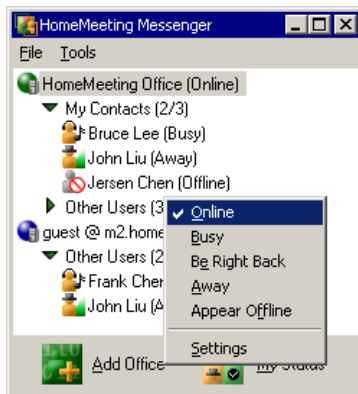 HomeMeeting Messenger
File Tools
HomeMeeting Office (Online)
My Contacts (2/3)
Bruce Lee (Busy)
John Liu (Away)
Jersen Chen (Offline)
Other Users (3
guest @ m2.home
Other Users (2
Frank Cher
John Liu (A
Online
Busy
Be Right Back
Away
Appear Offline
Settings
Add Office
My Status